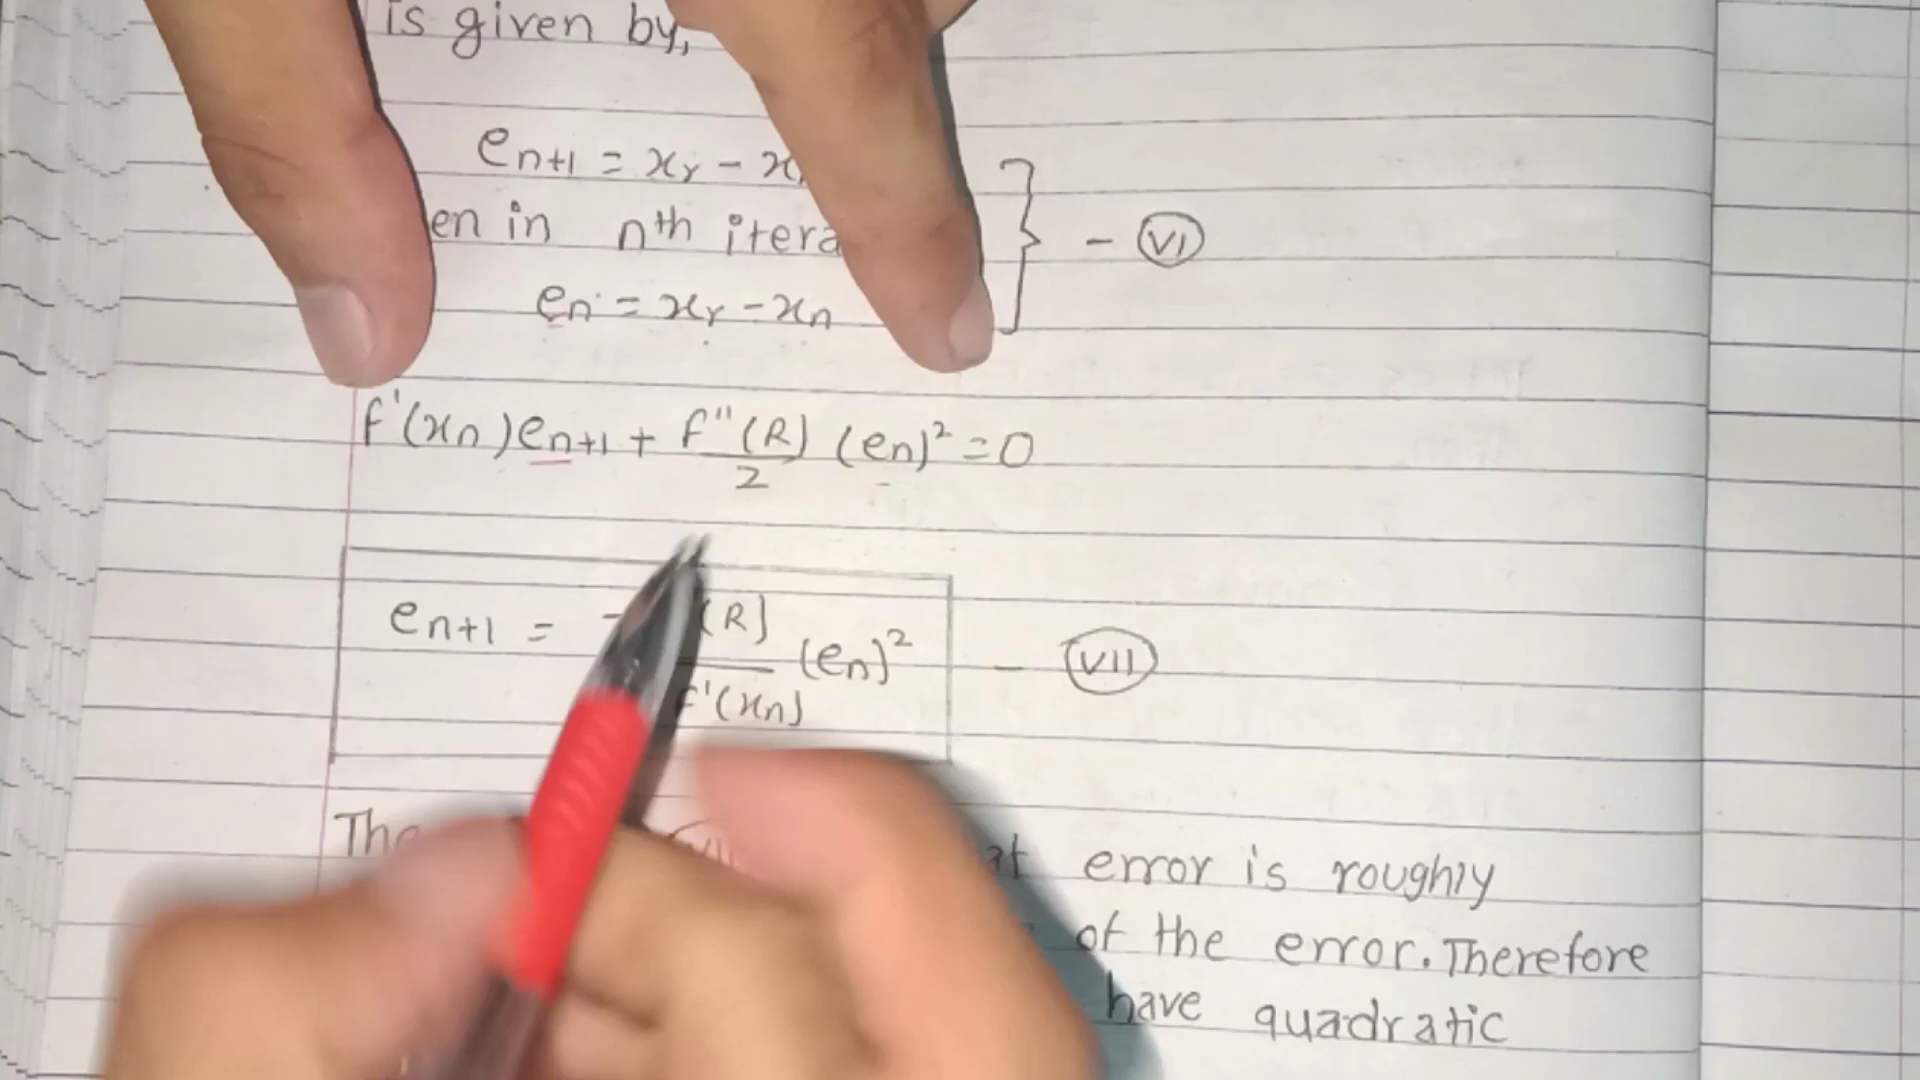 is given by,
en+1 = xr - x
en in nth itera
- VI
en = xr - xn
f'(xn)en+1 + f"(R)/2 (en)² = 0
en+1 = - (R)/f'(xn) (en)² - VII
The at error is roughly
of the error. Therefore
have quadratic